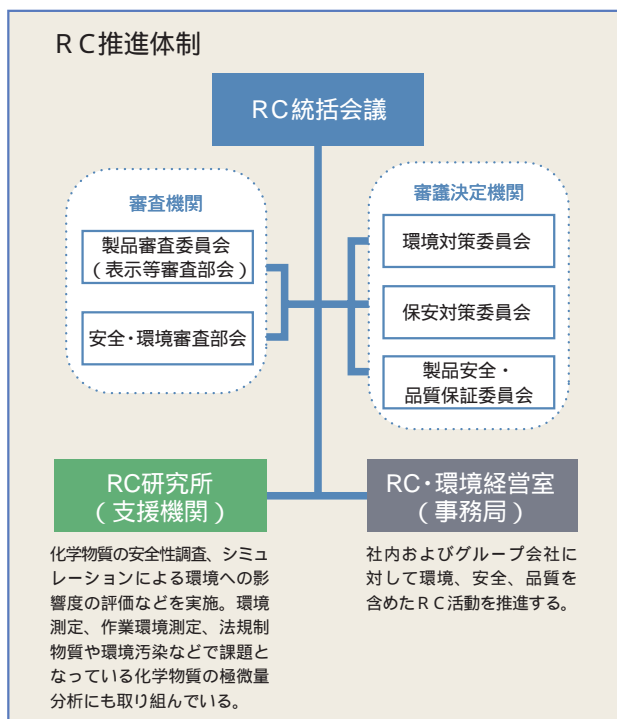 ＲＣ推進体制
ＲＣ統括会議
審査機関
製品審査委員会
（表示等審査部会）
安全・環境審査部会
審議決定機関
環境対策委員会
保安対策委員会
製品安全・
品質保証委員会
RC研究所
（支援機関）
化学物質の安全性調査、シミュ
レーションによる環境への影
響度の評価などを実施。環境
測定、作業環境測定、法規制
物質や環境汚染などで課題と
なっている化学物質の極微量
分析にも取り組んでいる。
RC・環境経営室
（事務局）
社内およびグループ会社に
対して環境、安全、品質を
含めたＲＣ活動を推進する。